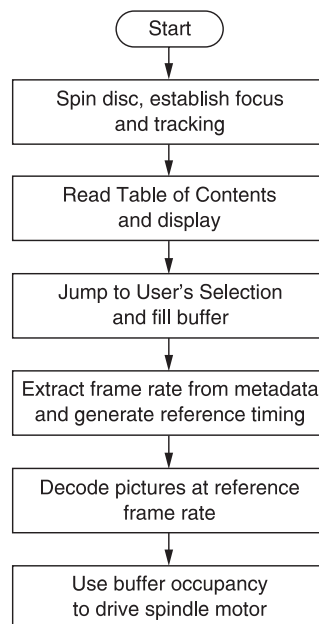 Start
Spin disc, establish focus
and tracking
Read Table of Contents
and display
Jump to User's Selection
and fill buffer
Extract frame rate from metadata
and generate reference timing
Decode pictures at reference
frame rate
Use buffer occupancy
to drive spindle motor